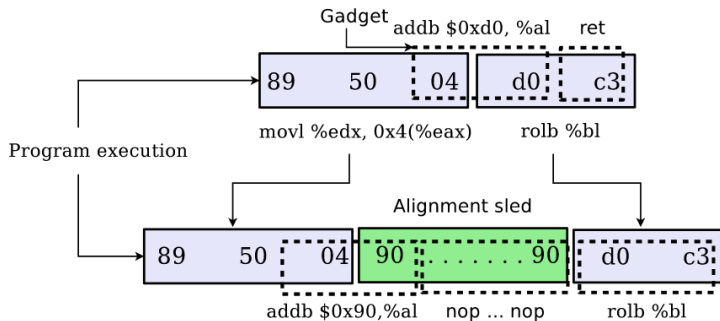 Gadget
addb $0xd0, %al ret
89 50 04 d0 c3
movl %edx, 0x4(%eax) rolb %bl
Program execution
Alignment sled
89 50 04 90 . . . . . . . 90 d0 c3
addb $0x90,%al nop ... nop rolb %bl